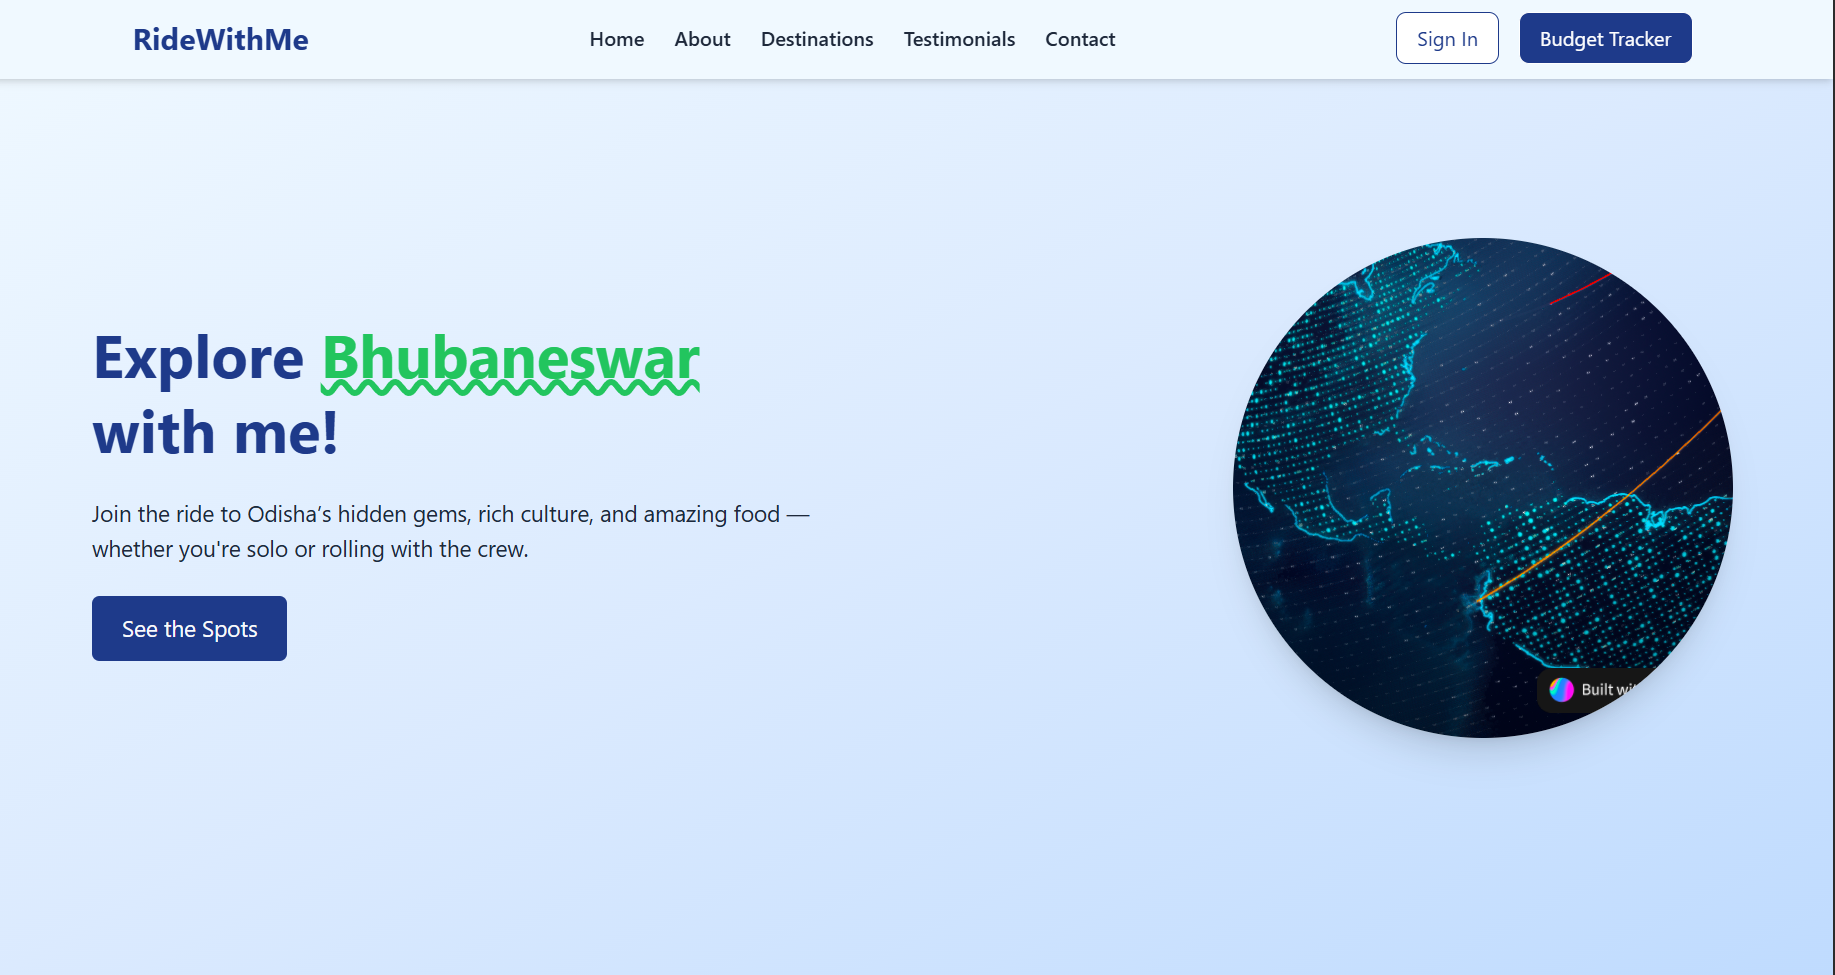 RideWithMe
Home
About
Destinations
Testimonials
Contact
Sign In
Budget Tracker
Explore Bhubaneswar
with me!
Join the ride to Odisha’s hidden gems, rich culture, and amazing food —
whether you're solo or rolling with the crew.
See the Spots
Built